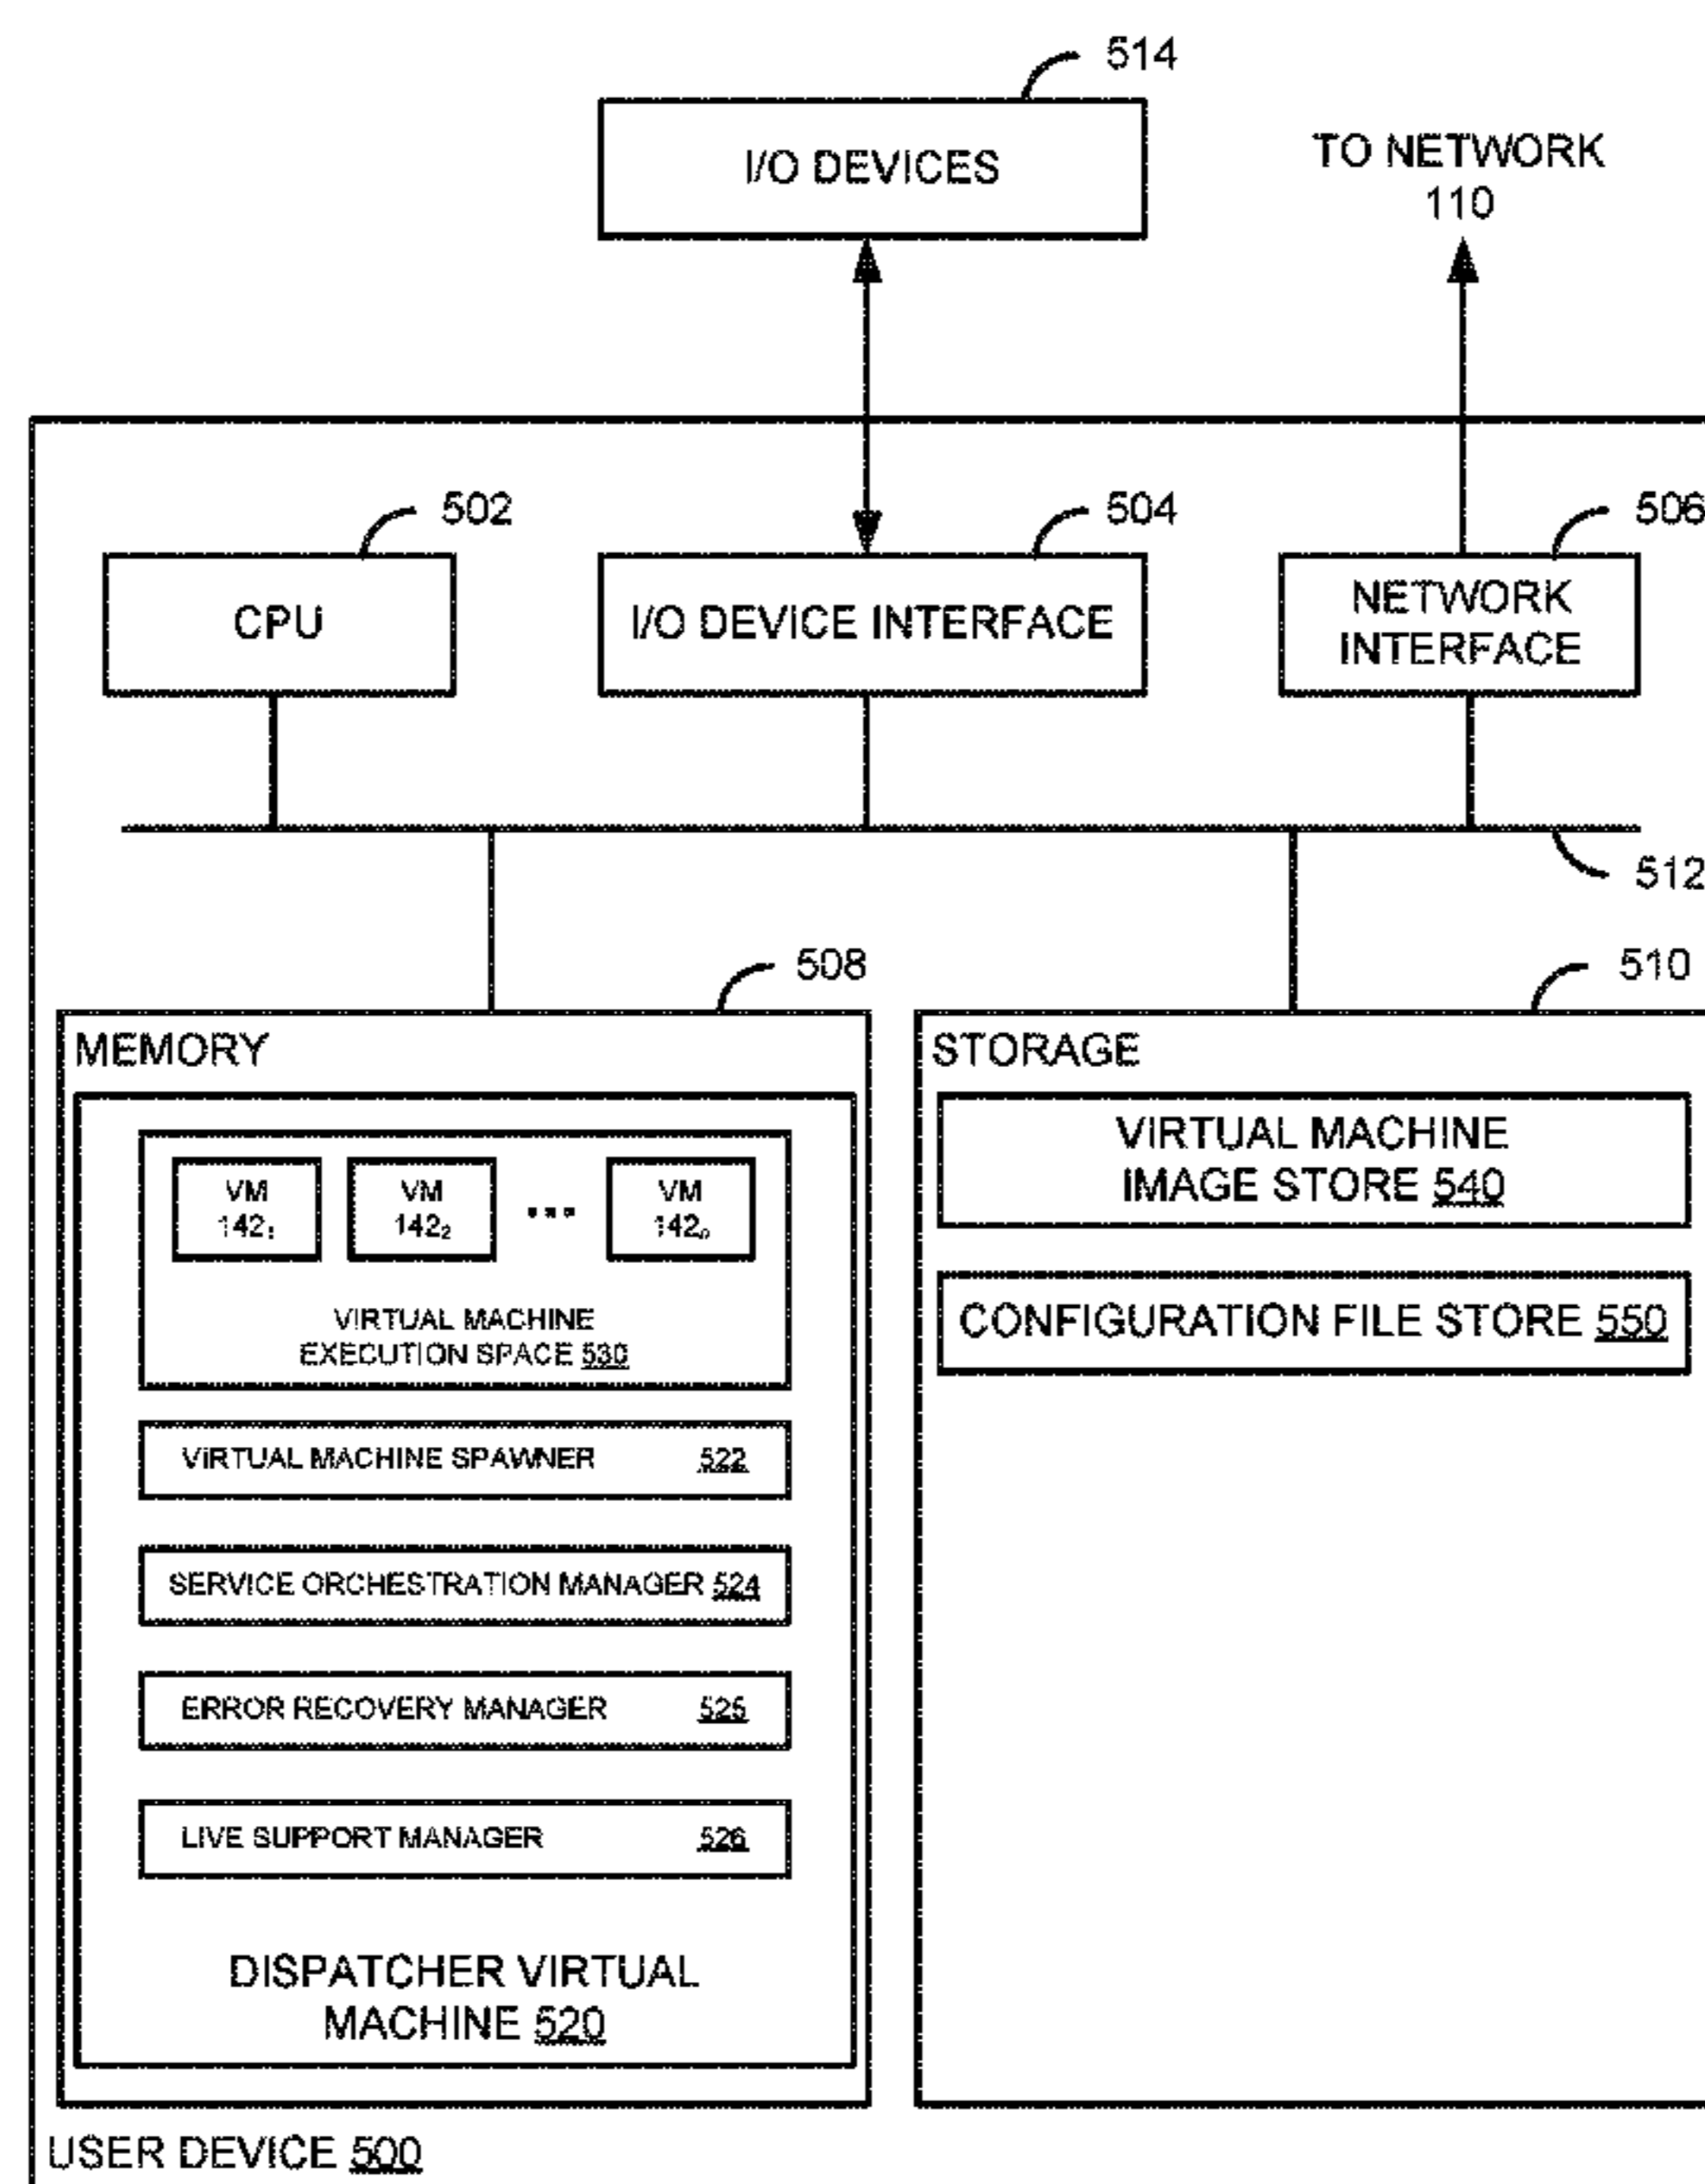 514
I/O DEVICES
TO NETWORK
110
502
504
506
CPU
I/O DEVICE INTERFACE
NETWORK
INTERFACE
512
508
510
MEMORY
VM
142₁
VM
142₂
...
VM
142ₙ
VIRTUAL MACHINE
EXECUTION SPACE 530
VIRTUAL MACHINE SPAWNER 522
SERVICE ORCHESTRATION MANAGER 524
ERROR RECOVERY MANAGER 525
LIVE SUPPORT MANAGER 526
DISPATCHER VIRTUAL
MACHINE 520
STORAGE
VIRTUAL MACHINE
IMAGE STORE 540
CONFIGURATION FILE STORE 550
USER DEVICE 500